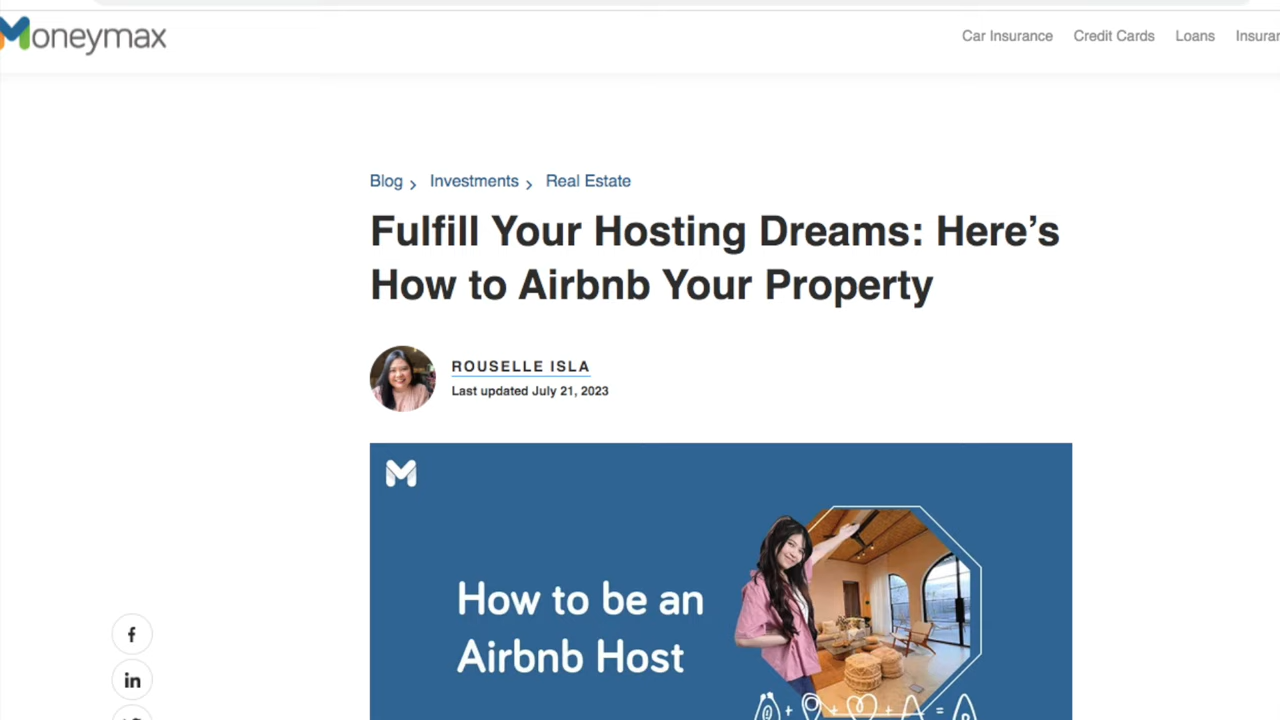 Moneymax
Car Insurance Credit Cards Loans
Blog > Investments > Real Estate
Fulfill Your Hosting Dreams: Here’s
How to Airbnb Your Property
ROUSELLE ISLA
Last updated July 21, 2023
M
How to be an
Airbnb Host
f
in